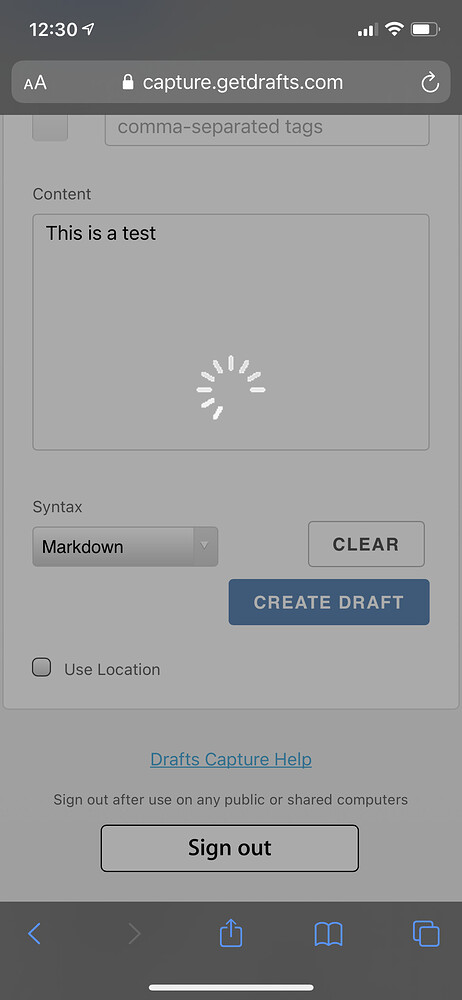 12:30
AA capture.getdrafts.com
comma-separated tags
Content
This is a test
Syntax
Markdown
CLEAR
CREATE DRAFT
Use Location
Drafts Capture Help
Sign out after use on any public or shared computers
Sign out